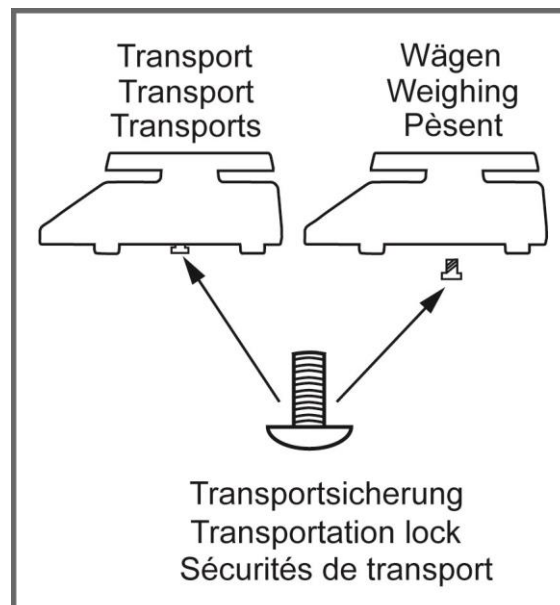 Transport
Transport
Transports
Wägen
Weighing
Pèsent
Transportsicherung
Transportation lock
Sécurités de transport